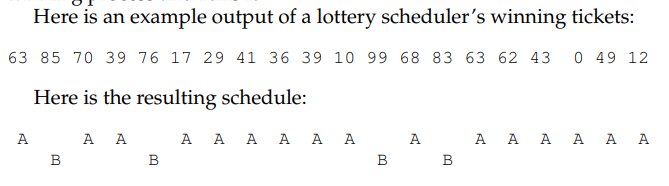 Here is an example output of a lottery scheduler’s winning tickets:
63 85 70 39 76 17 29 41 36 39 10 99 68 83 63 62 43 0 49 12
Here is the resulting schedule:
A A A A A A A A A A A A A A A A
B B B B